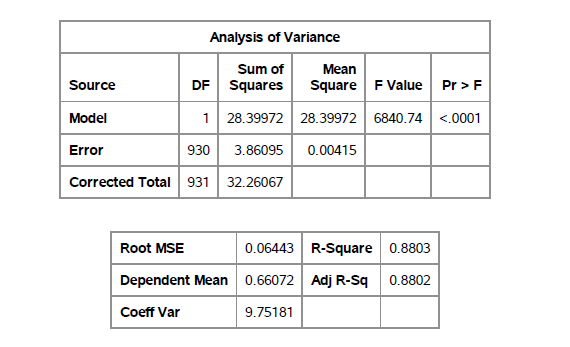 Analysis of Variance
Source DF Sum of Squares Mean Square F Value Pr > F
Model 1 28.39972 28.39972 6840.74 <.0001
Error 930 3.86095 0.00415
Corrected Total 931 32.26067
Root MSE 0.06443 R-Square 0.8803
Dependent Mean 0.66072 Adj R-Sq 0.8802
Coeff Var 9.75181